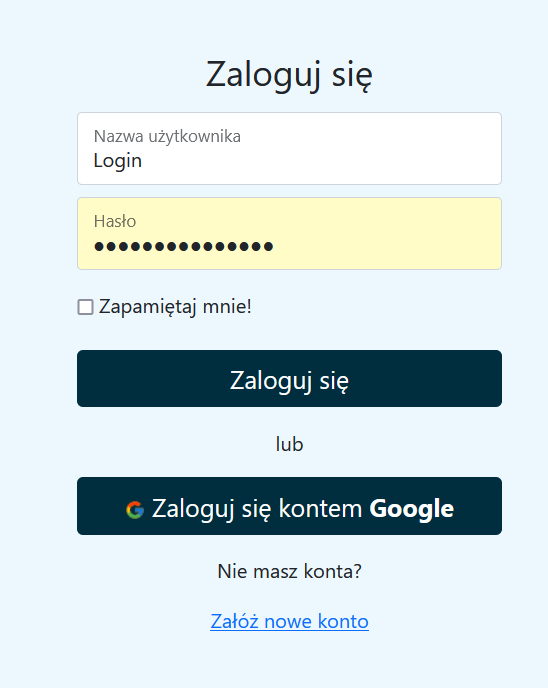 Zaloguj się
Nazwa użytkownika
Login
Hasło
●●●●●●●●●●●●●●●
Zapamiętaj mnie!
Zaloguj się
lub
Zaloguj się kontem Google
Nie masz konta?
Załóż nowe konto